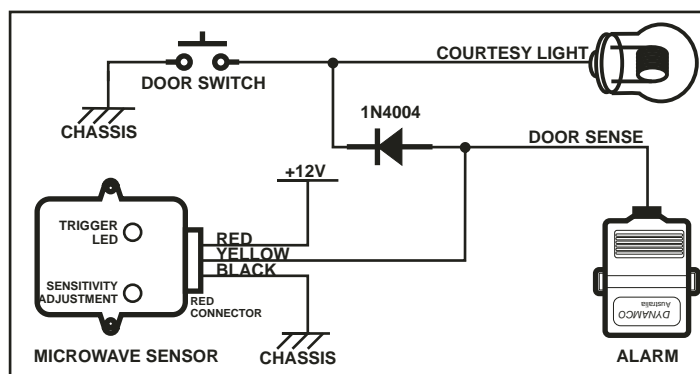 COURTESY LIGHT
DOOR SWITCH
CHASSIS
1N4004
DOOR SENSE
+12V
TRIGGER
LED
RED
YELLOW
BLACK
SENSITIVITY
ADJUSTMENT
RED
CONNECTOR
DYNAMCO
Australia
MICROWAVE SENSOR
CHASSIS
ALARM